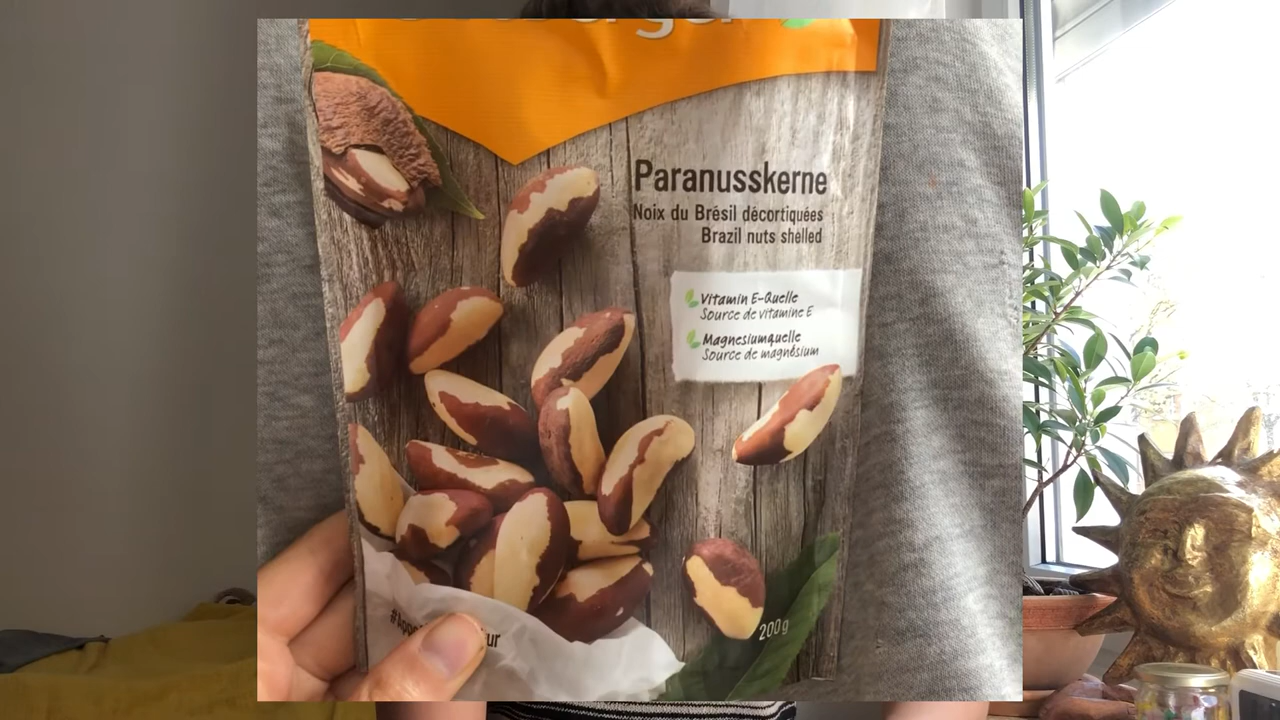 Paranusskerne
Noix du Brésil décortiquées
Brazil nuts shelled
Vitamin E-Quelle
Source de vitamine E
Magnesiumquelle
Source de magnésium
200g